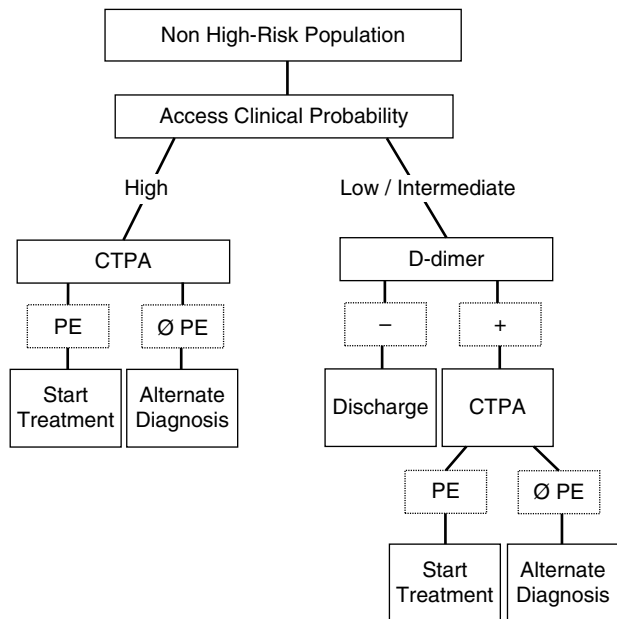 Non High-Risk Population
Access Clinical Probability
High
Low / Intermediate
CTPA
D-dimer
PE
Ø PE
–
+
Start
Treatment
Alternate
Diagnosis
Discharge
CTPA
PE
Ø PE
Start
Treatment
Alternate
Diagnosis